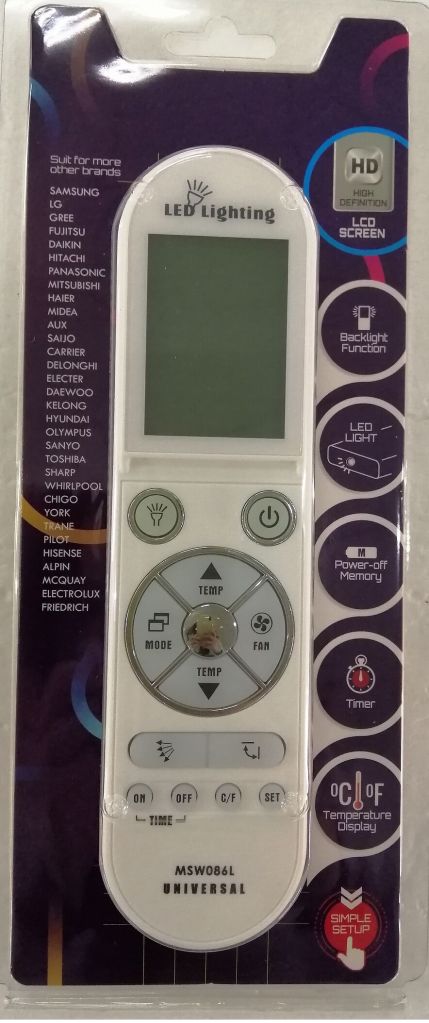 Suit for more
other brands
SAMSUNG
LG
GREE
FUJITSU
DAIKIN
HITACHI
PANASONIC
MITSUBISHI
HAIER
MIDEA
AUX
SAIJO
CARRIER
DELONGHI
ELECTER
DAEWOO
KELONG
HYUNDAI
OLYMPUS
SANYO
TOSHIBA
SHARP
WHIRLPOOL
CHIGO
YORK
TRANE
PILOT
HISENSE
ALPIN
MCQUAY
ELECTROLUX
FRIEDRICH
LED Lighting
TEMP
MODE
FAN
TEMP
ON
OFF
C/F
SET
TIME
MSW086L
UNIVERSAL
HD
HIGH
DEFINITION
LCD
SCREEN
Backlight
Function
LED
LIGHT
M
Power-off
Memory
Timer
°C °F
Temperature
Display
SIMPLE
SETUP